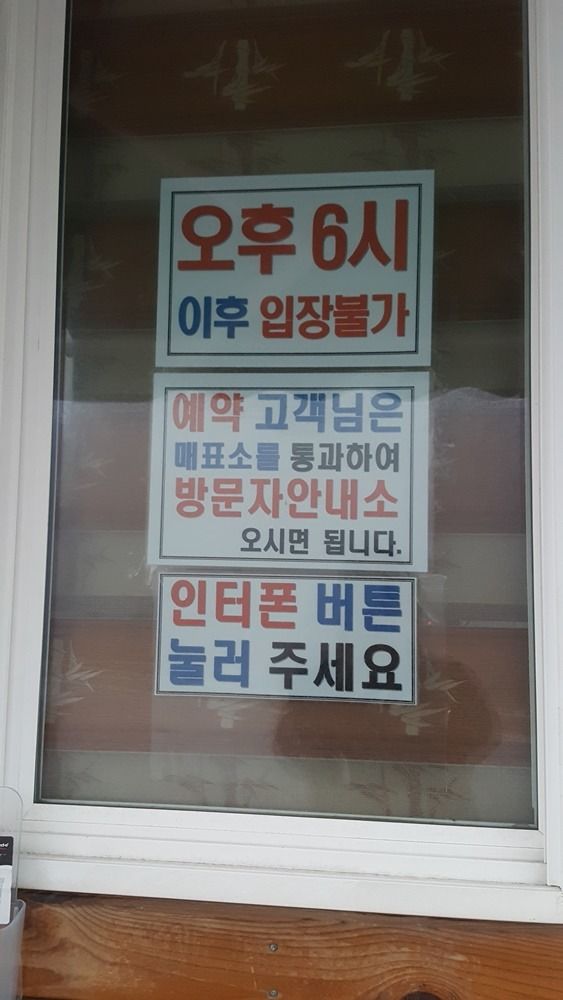 오후 6시
이후 입장불가
예약 고객님은
매표소를 통과하여
방문자안내소
오시면 됩니다.
인터폰 버튼
눌러 주세요